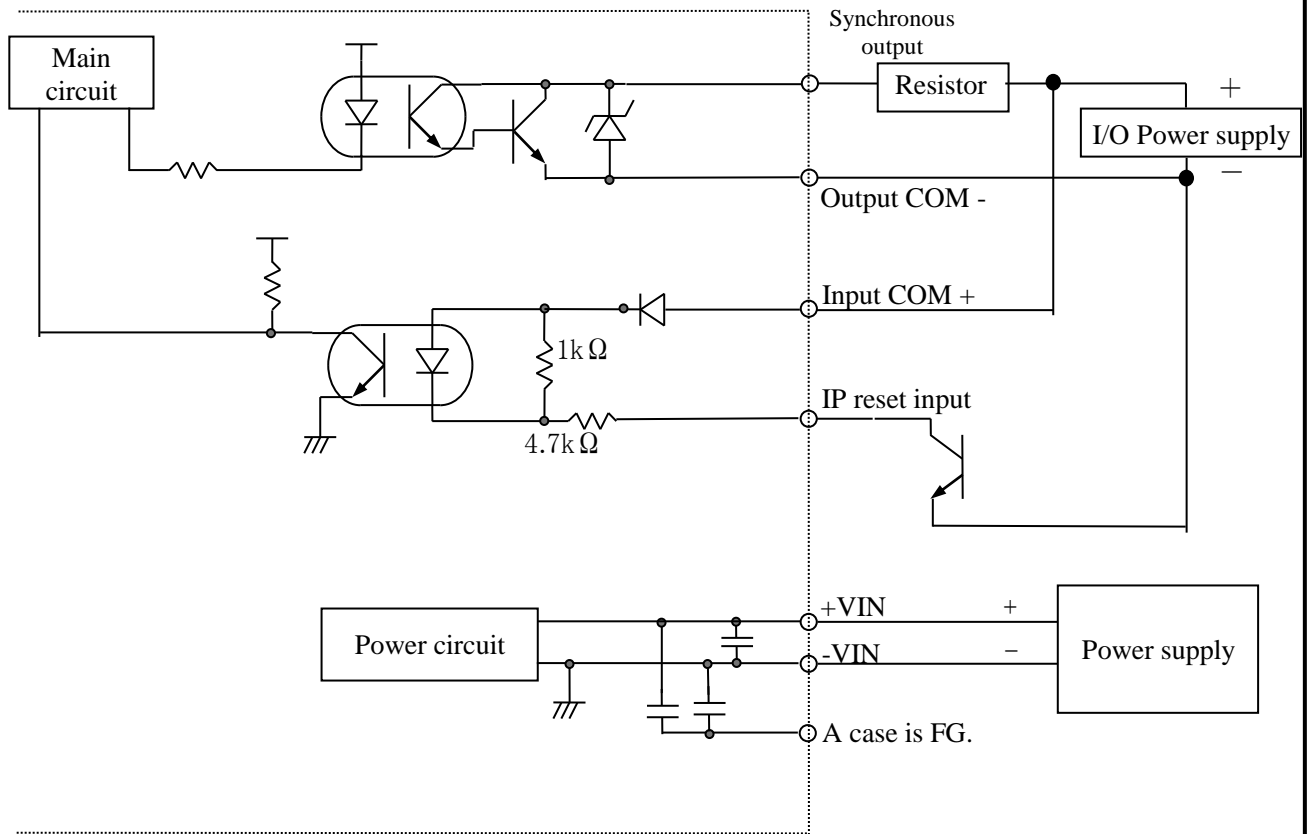 Synchronous
output
Main
circuit
Resistor
+
I/O Power supply
−
Output COM -
Input COM +
1kΩ
IP reset input
4.7kΩ
+VIN +
Power circuit
-VIN −
Power supply
A case is FG.